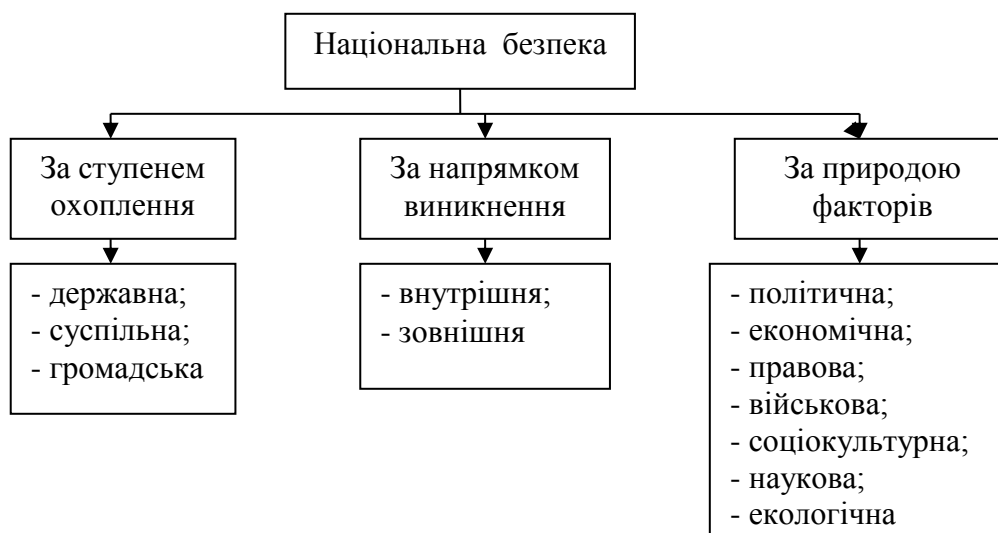 Національна безпека
За ступенем
охоплення
За напрямком
виникнення
За природою
факторів
- державна;
- суспільна;
- громадська
- внутрішня;
- зовнішня
- політична;
- економічна;
- правова;
- військова;
- соціокультурна;
- наукова;
- екологічна